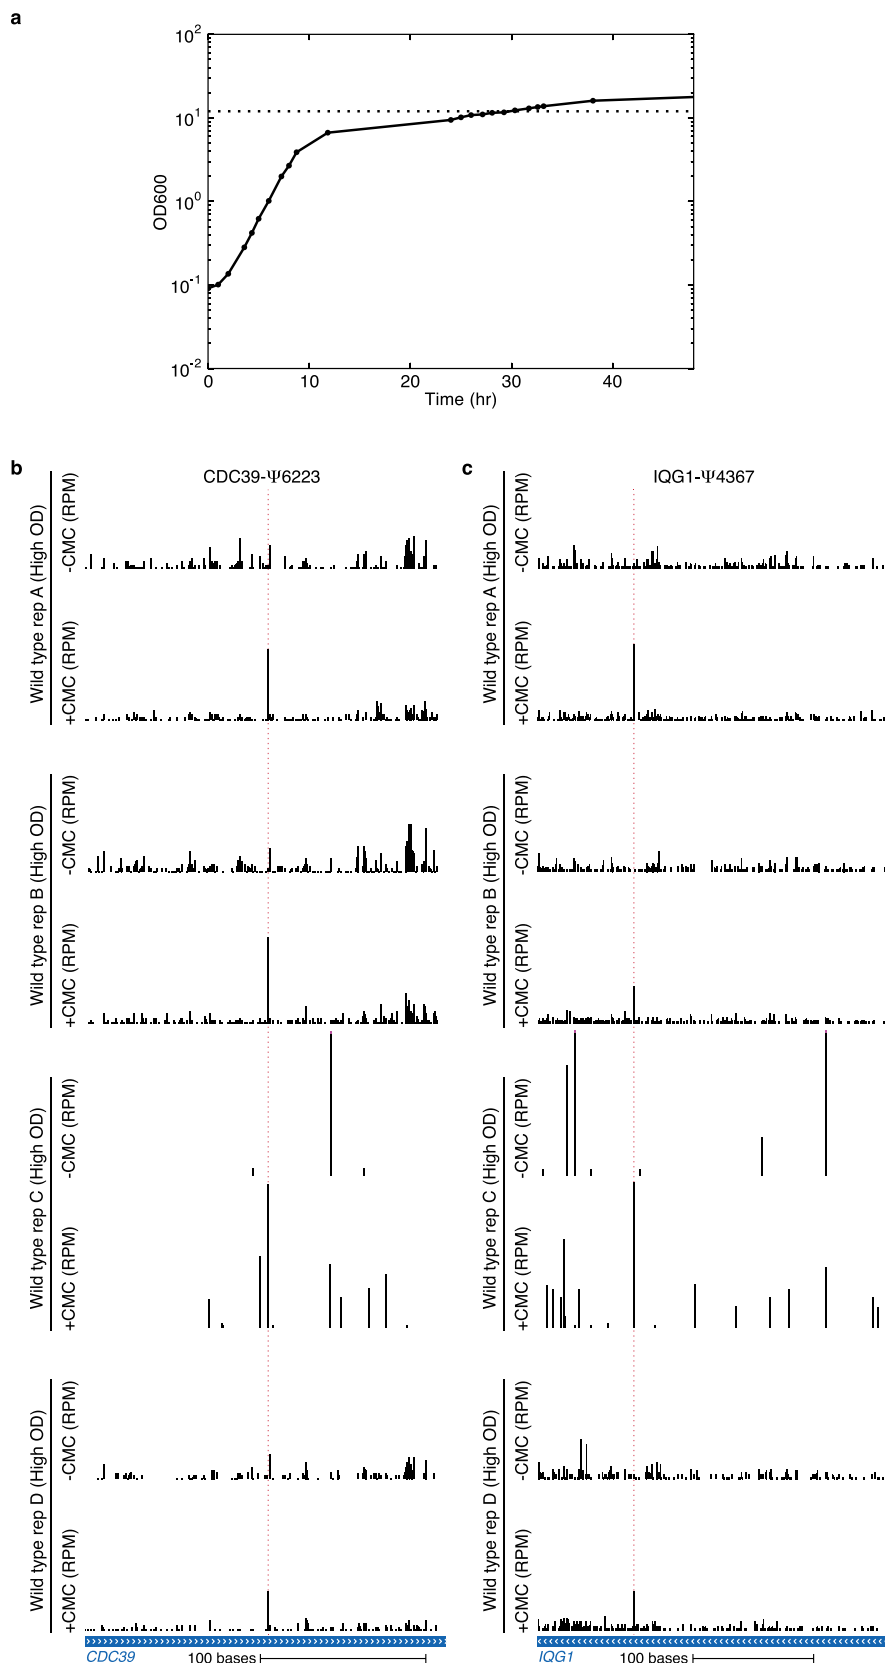 a
10^2
10^1
10^0
10^-1
10^-2
OD600
0 10 20 30 40
Time (hr)
b
CDC39-Ψ6223
Wild type rep A (High OD)
-CMC (RPM)
+CMC (RPM)
Wild type rep B (High OD)
-CMC (RPM)
+CMC (RPM)
Wild type rep C (High OD)
-CMC (RPM)
+CMC (RPM)
Wild type rep D (High OD)
-CMC (RPM)
+CMC (RPM)
CDC39
100 bases
c
IQG1-Ψ4367
Wild type rep A (High OD)
-CMC (RPM)
+CMC (RPM)
Wild type rep B (High OD)
-CMC (RPM)
+CMC (RPM)
Wild type rep C (High OD)
-CMC (RPM)
+CMC (RPM)
Wild type rep D (High OD)
-CMC (RPM)
+CMC (RPM)
IQG1
100 bases